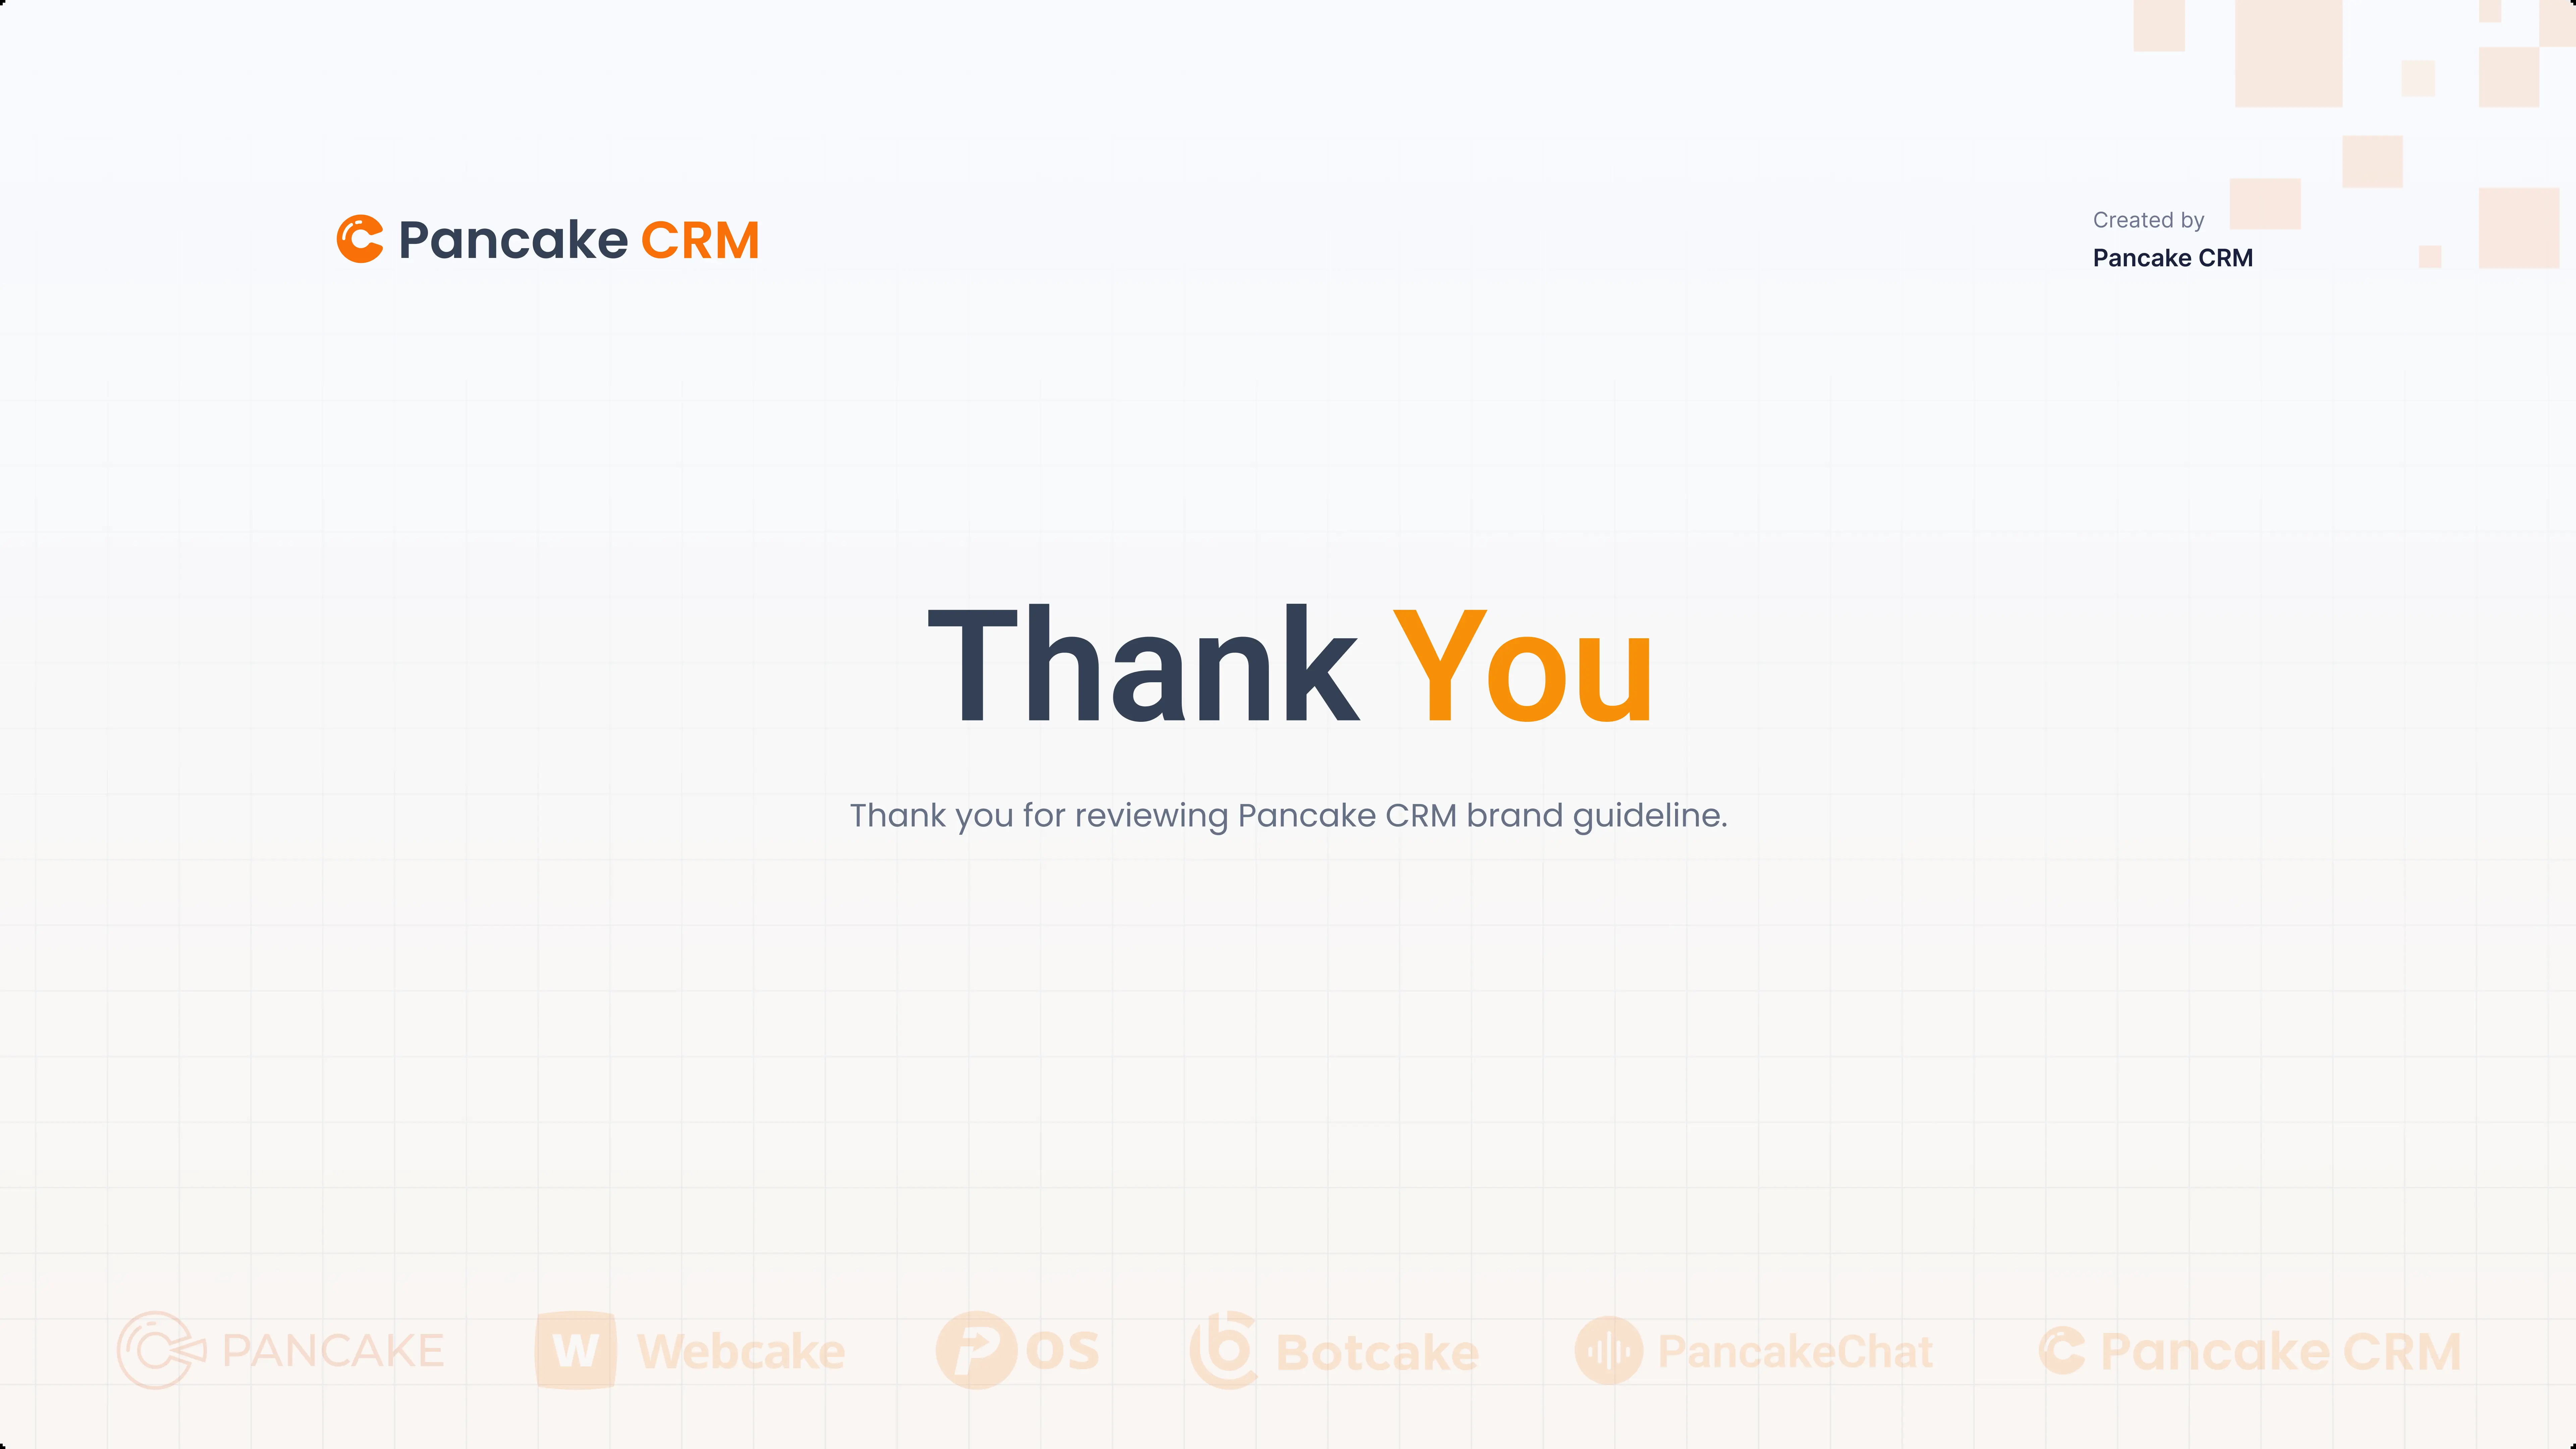 Pancake CRM
Created by
Pancake CRM
Thank You
Thank you for reviewing Pancake CRM brand guideline.
PANCAKE
W Webcake
POS
Botcake
PancakeChat
Pancake CRM